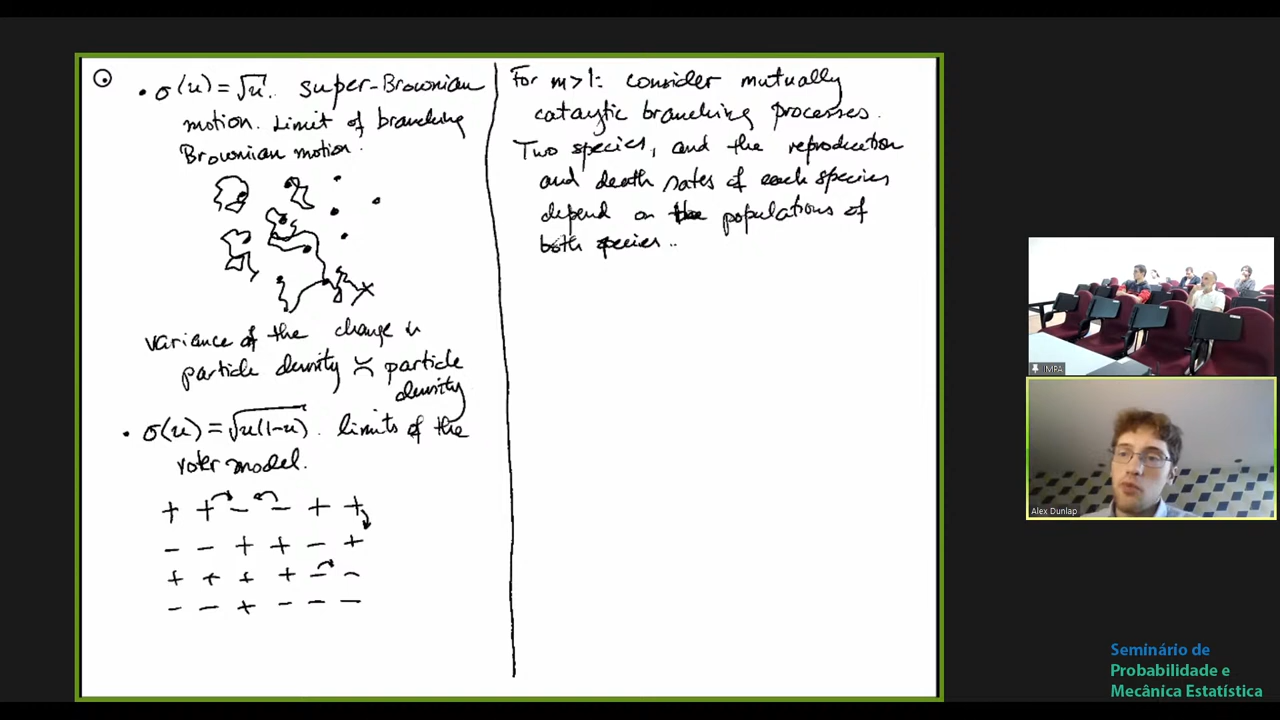 • σ(u) = √u. super-Brownian
motion. Limit of branching
Brownian motion.
variance of the change in
particle density ≍ particle
density
• σ(u) = √u(1-u). limits of the
voter model.
+ + - - + +
- - + + - +
+ + + + - -
- - + - - -
For m>1: consider mutually
cataytic branching processes.
Two species, and the reproduction
and death rates of each species
depend on the populations of
both species..
IMPA
Alex Dunlap
Seminário de
Probabilidade e
Mecânica Estatística